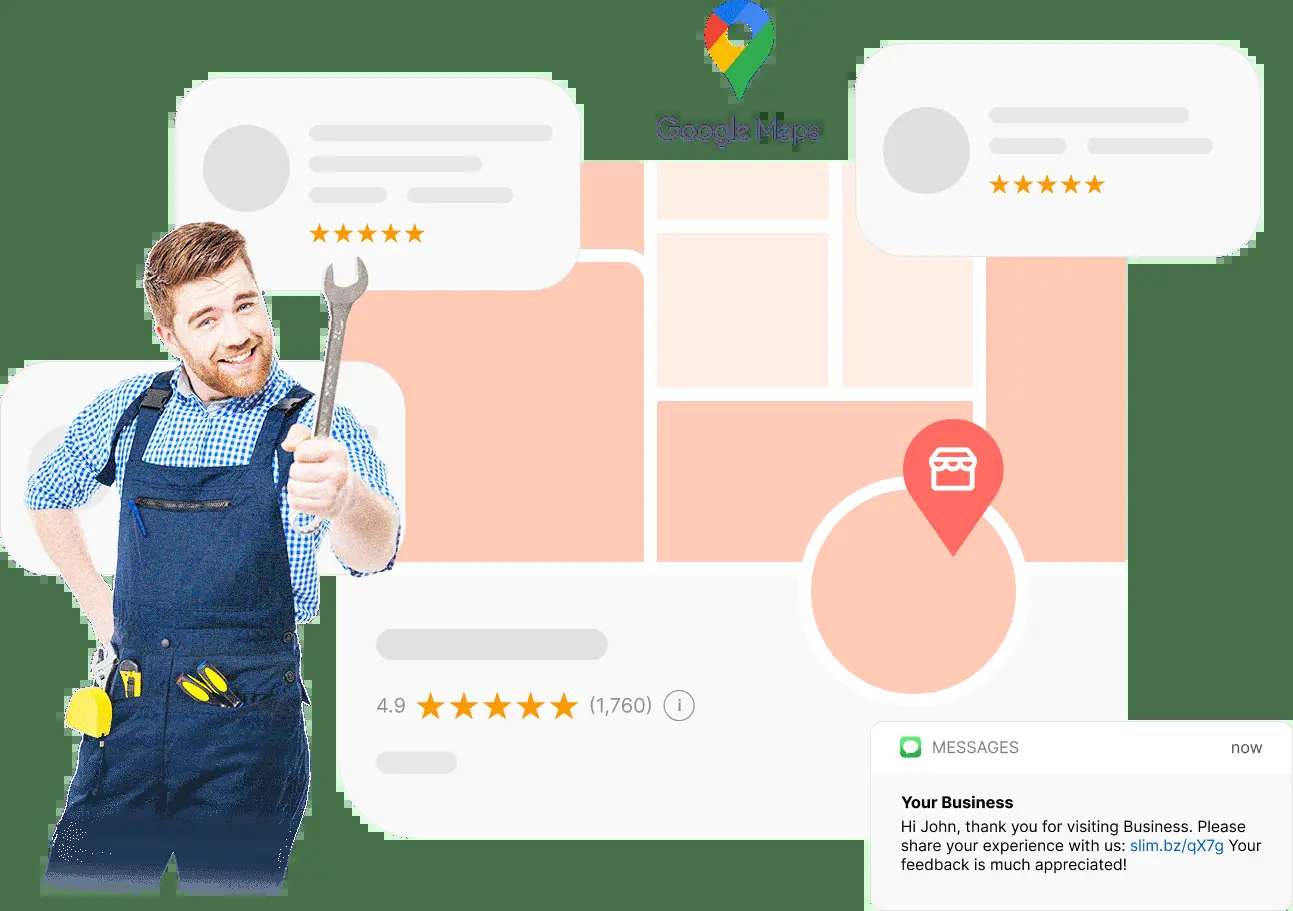 Google Maps
4.9 (1,760) i
MESSAGES now
Your Business
Hi John, thank you for visiting Business. Please
share your experience with us: slim.bz/qX7g Your
feedback is much appreciated!